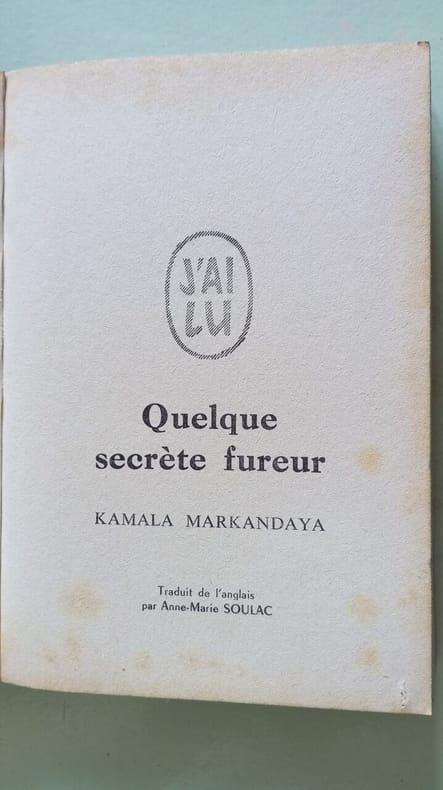 J'AI
LU
Quelque
secrète fureur
KAMALA MARKANDAYA
Traduit de l'anglais
par Anne-Marie SOULAC